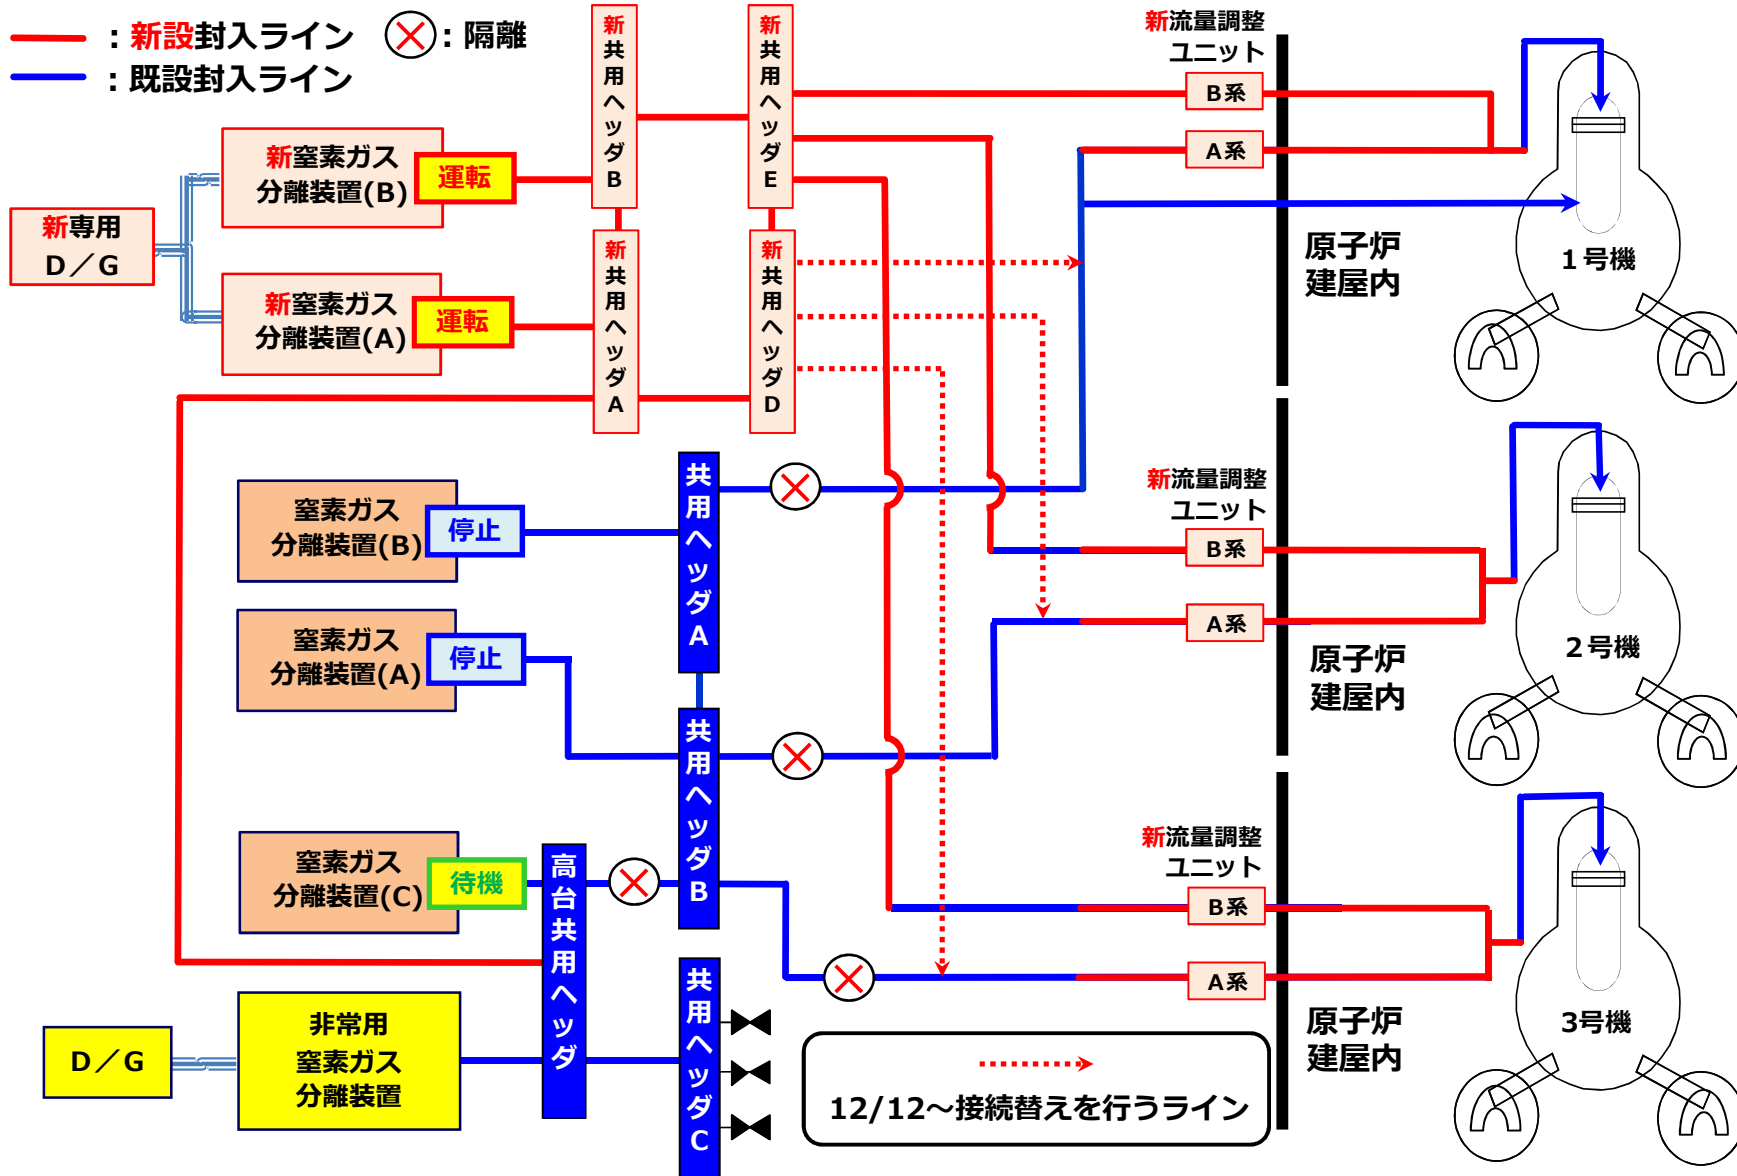 ：新設封入ライン
：隔離
：既設封入ライン
新共用ヘッダB
新共用ヘッダE
新流量調整
ユニット
B系
A系
新窒素ガス
分離装置(B)
運転
新専用
D／G
新窒素ガス
分離装置(A)
運転
新共用ヘッダA
新共用ヘッダD
原子炉
建屋内
1号機
窒素ガス
分離装置(B)
停止
共用ヘッダA
新流量調整
ユニット
B系
A系
窒素ガス
分離装置(A)
停止
原子炉
建屋内
2号機
共用ヘッダB
窒素ガス
分離装置(C)
待機
高台共用ヘッダ
新流量調整
ユニット
B系
A系
D／G
非常用
窒素ガス
分離装置
共用ヘッダC
原子炉
建屋内
3号機
12/12～接続替えを行うライン